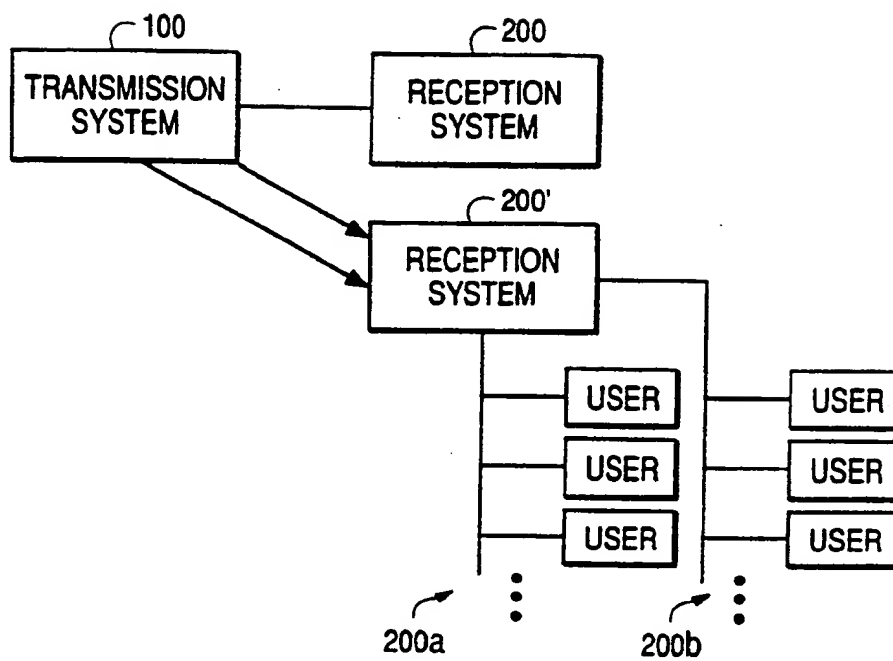 100
200
TRANSMISSION
SYSTEM
RECEPTION
SYSTEM
200'
RECEPTION
SYSTEM
USER
USER
USER
USER
USER
USER
200a
200b